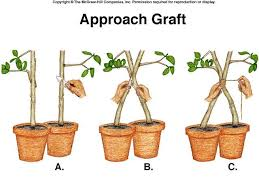 Copyright © The McGraw-Hill Companies, Inc. Permission required for reproduction or display.
Approach Graft
A.
B.
C.